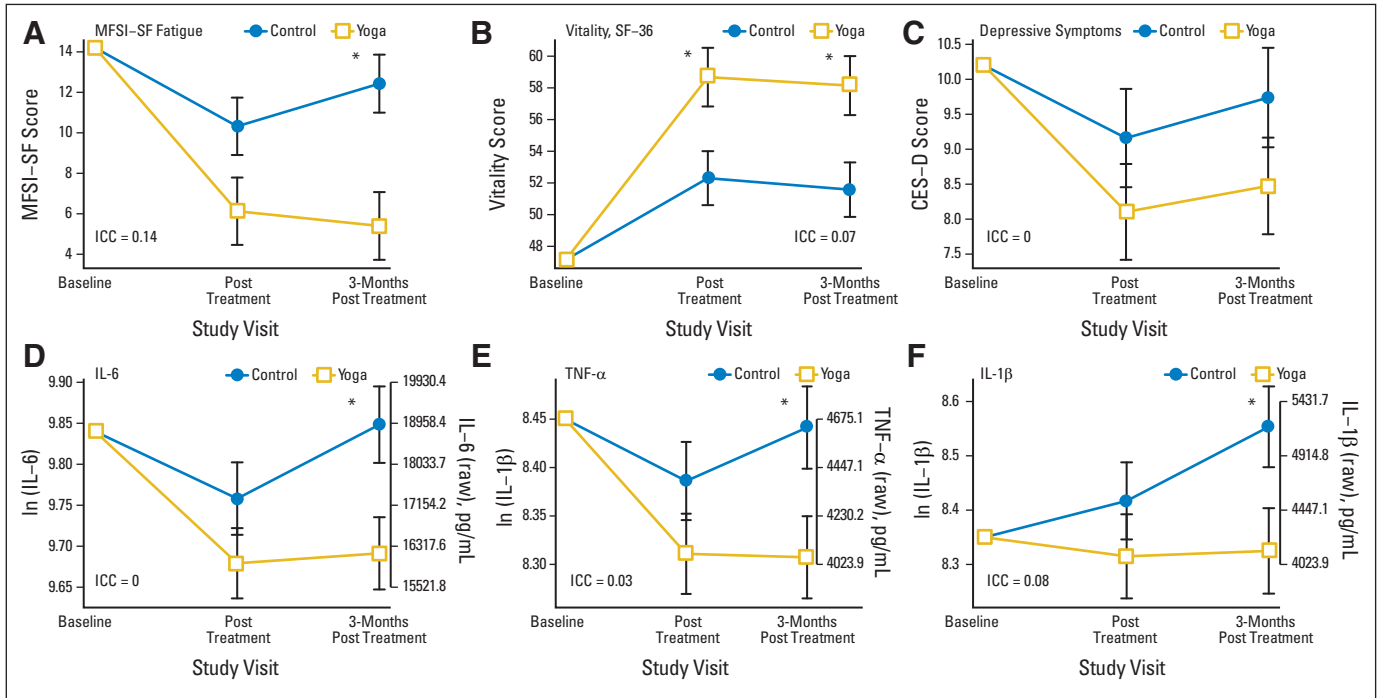 A
MFSI–SF Fatigue
Control
Yoga
*
MFSI–SF Score
14
12
10
8
6
4
ICC = 0.14
Baseline
Post
Treatment
3-Months
Post Treatment
Study Visit
B
Vitality, SF–36
Control
Yoga
*
*
Vitality Score
60
58
56
54
52
50
48
ICC = 0.07
Baseline
Post
Treatment
3-Months
Post Treatment
Study Visit
C
Depressive Symptoms
Control
Yoga
CES–D Score
10.5
10.0
9.5
9.0
8.5
8.0
7.5
ICC = 0
Baseline
Post
Treatment
3-Months
Post Treatment
Study Visit
D
IL-6
Control
Yoga
*
ln (IL–6)
9.90
9.85
9.80
9.75
9.70
9.65
19930.4
18958.4
18033.7
17154.2
16317.6
15521.8
IL–6 (raw), pg/mL
ICC = 0
Baseline
Post
Treatment
3-Months
Post Treatment
Study Visit
E
TNF-α
Control
Yoga
*
ln (IL–1β)
8.45
8.40
8.35
8.30
4675.1
4447.1
4230.2
4023.9
TNF–α (raw), pg/mL
ICC = 0.03
Baseline
Post
Treatment
3-Months
Post Treatment
Study Visit
F
IL-1β
Control
Yoga
*
ln (IL–1β)
8.6
8.5
8.4
8.3
5431.7
4914.8
4447.1
4023.9
IL–1β (raw), pg/mL
ICC = 0.08
Baseline
Post
Treatment
3-Months
Post Treatment
Study Visit